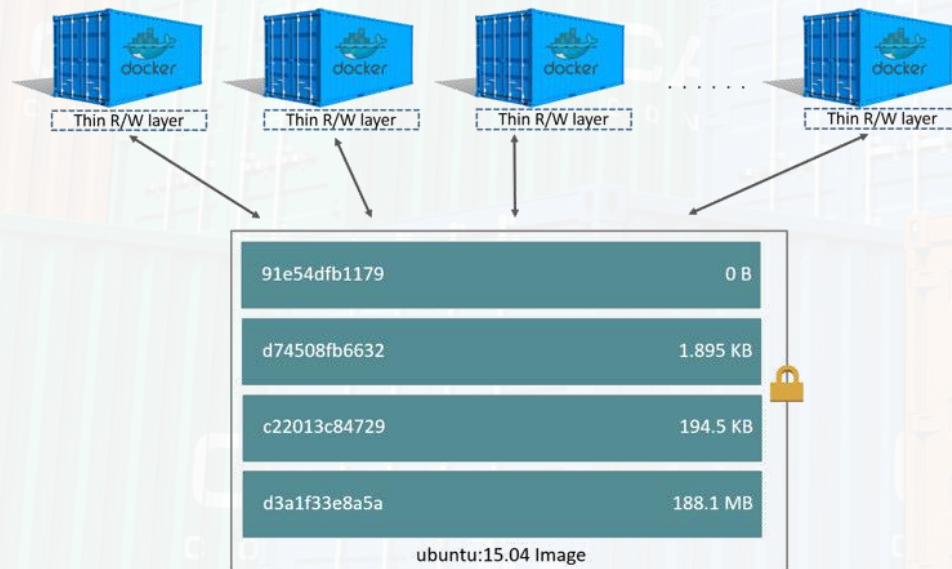 docker
docker
docker
docker
. . . . . .
Thin R/W layer
Thin R/W layer
Thin R/W layer
Thin R/W layer
91e54dfb1179 0 B
d74508fb6632 1.895 KB
c22013c84729 194.5 KB
d3a1f33e8a5a 188.1 MB
ubuntu:15.04 Image